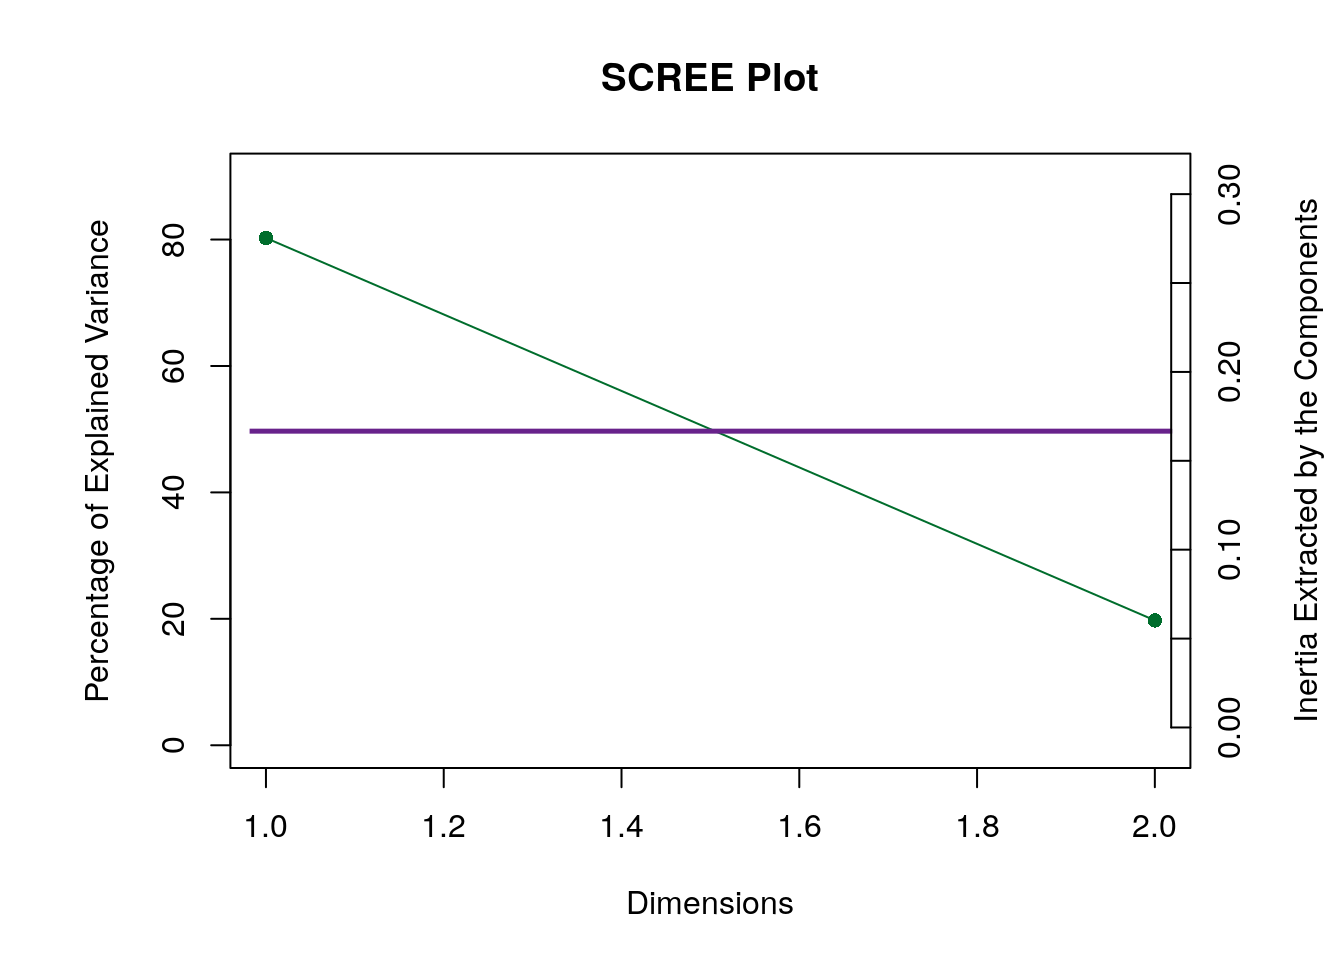 SCREE Plot
Percentage of Explained Variance
80
60
40
20
0
0.30
0.20
0.10
0.00
Inertia Extracted by the Components
1.0 1.2 1.4 1.6 1.8 2.0
Dimensions